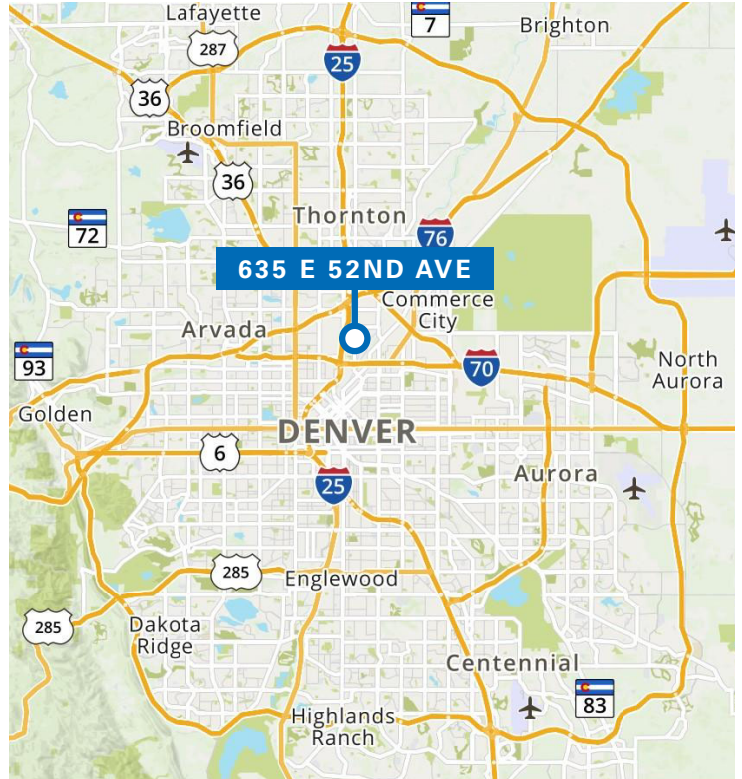 Lafayette
7
Brighton
287
25
36
Broomfield
36
Thornton
72
76
635 E 52ND AVE
Commerce
City
Arvada
93
70
North
Aurora
Golden
DENVER
6
Aurora
25
285
Englewood
285
Dakota
Ridge
Centennial
83
Highlands
Ranch